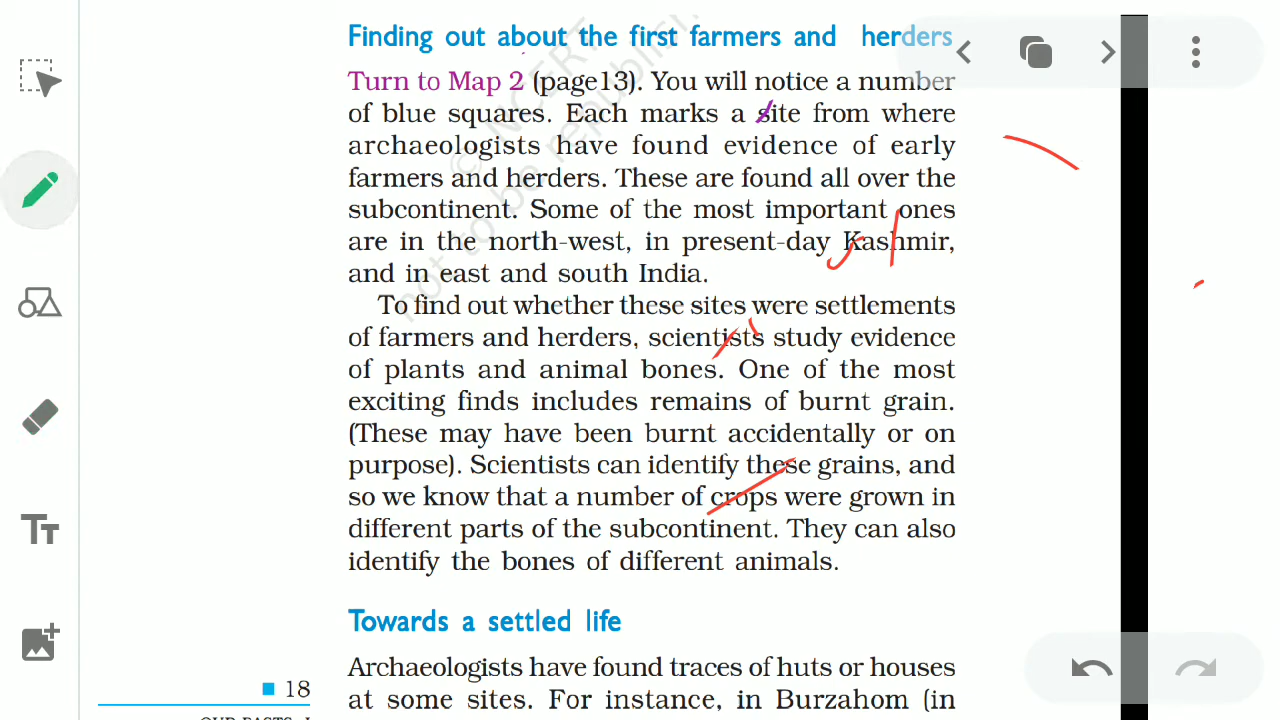 Finding out about the first farmers and herders
Turn to Map 2 (page13). You will notice a number
of blue squares. Each marks a site from where
archaeologists have found evidence of early
farmers and herders. These are found all over the
subcontinent. Some of the most important ones
are in the north-west, in present-day Kashmir,
and in east and south India.
To find out whether these sites were settlements
of farmers and herders, scientists study evidence
of plants and animal bones. One of the most
exciting finds includes remains of burnt grain.
(These may have been burnt accidentally or on
purpose). Scientists can identify these grains, and
so we know that a number of crops were grown in
different parts of the subcontinent. They can also
identify the bones of different animals.
Towards a settled life
Archaeologists have found traces of huts or houses
at some sites. For instance, in Burzahom (in
18
© NCERT
not to be republish
Tт